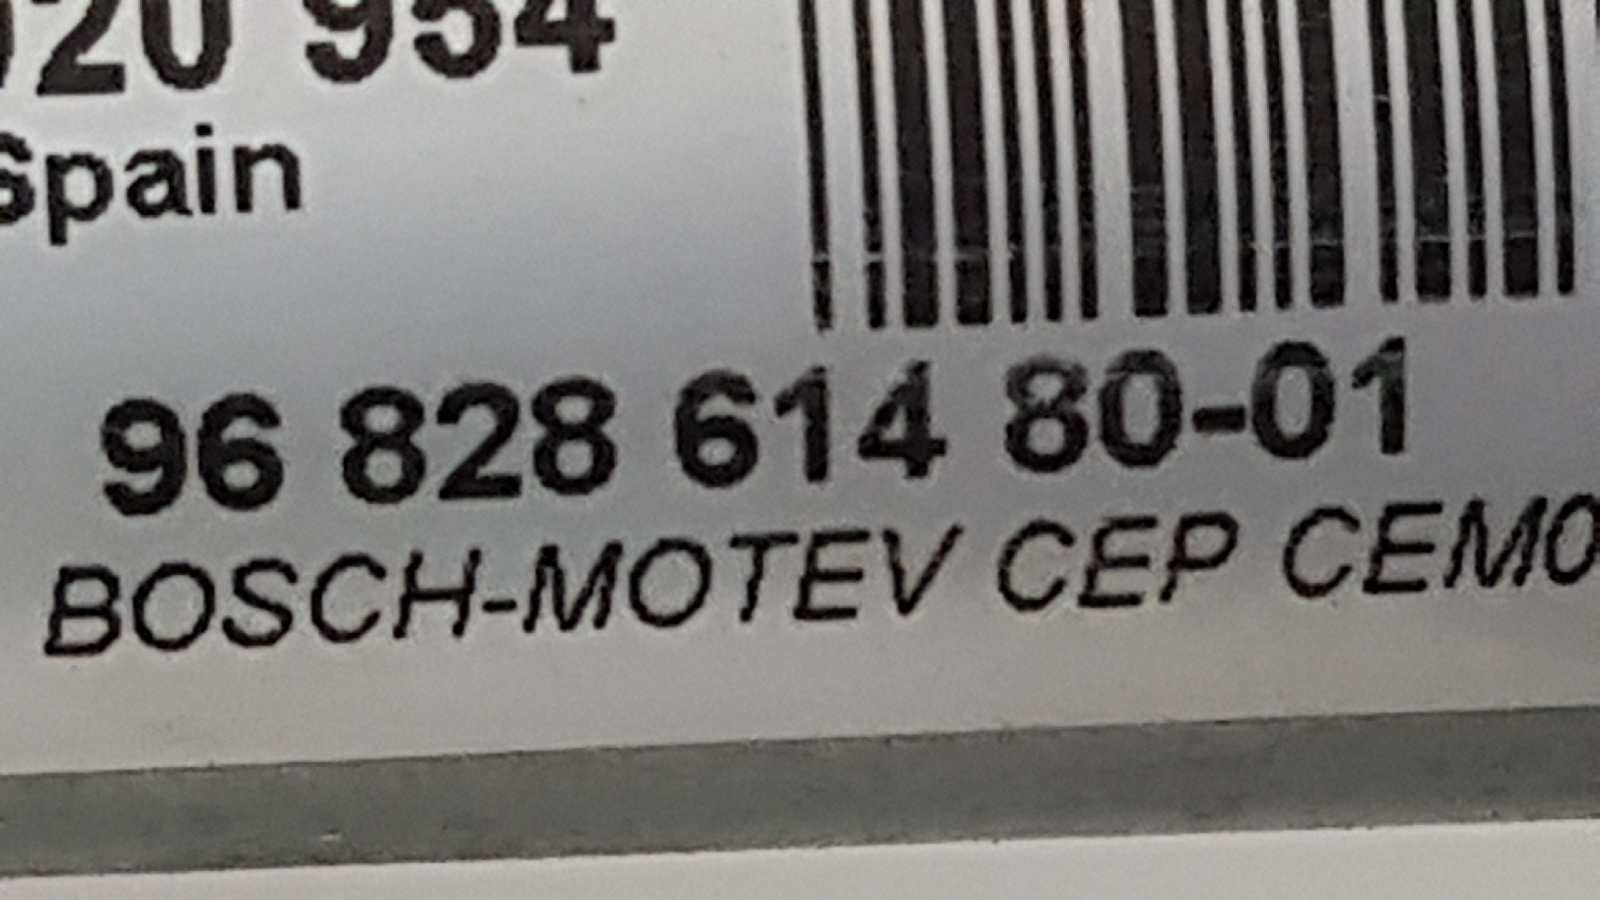 020 954
Spain
96 828 614 80-01
BOSCH-MOTEV CEP CEM0